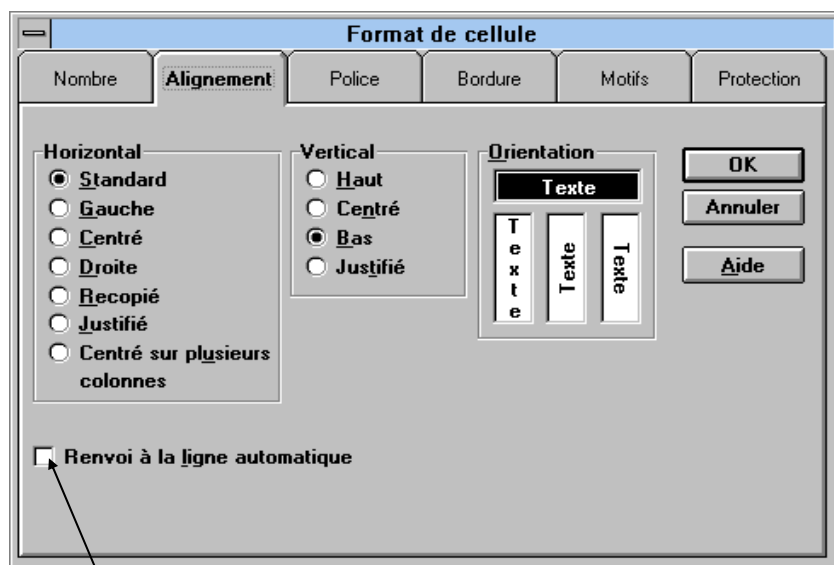 Format de cellule
Nombre
Alignement
Police
Bordure
Motifs
Protection
Horizontal
Standard
Gauche
Centré
Droite
Recopié
Justifié
Centré sur plusieurs
colonnes
Vertical
Haut
Centré
Bas
Justifié
Orientation
Texte
Texte
Texte
Texte
OK
Annuler
Aide
Renvoi à la ligne automatique